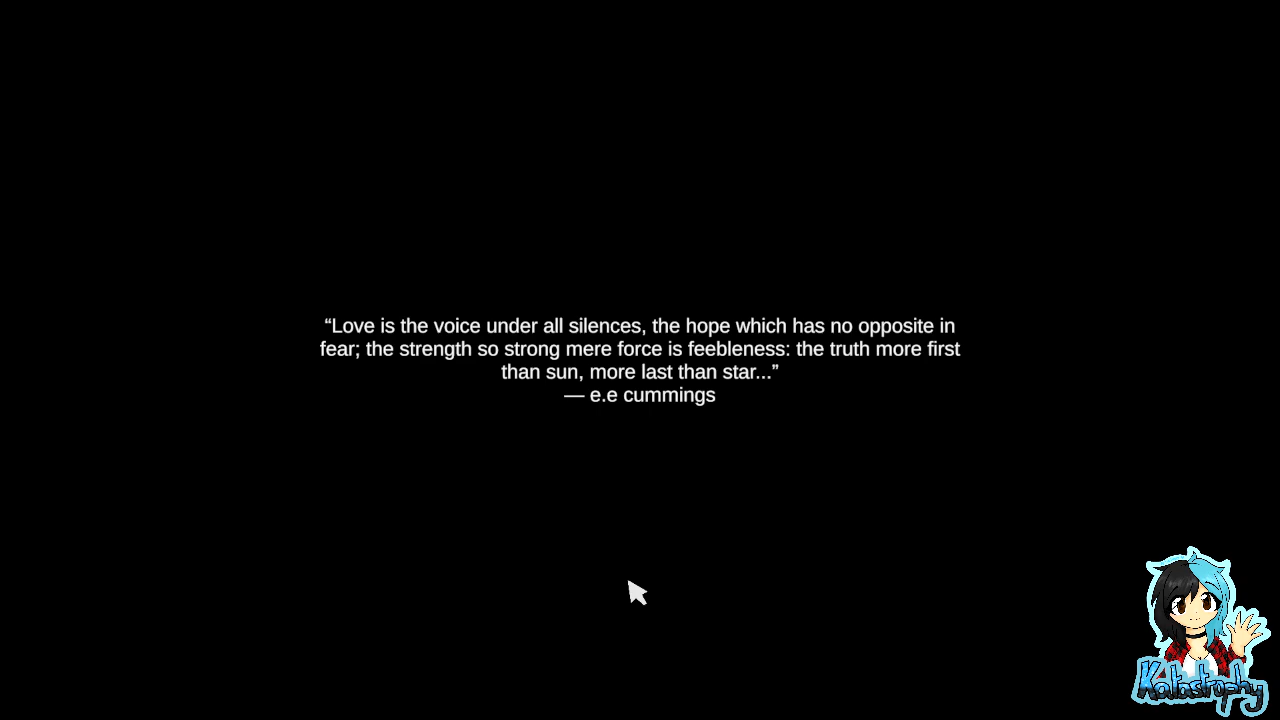 “Love is the voice under all silences, the hope which has no opposite in
fear; the strength so strong mere force is feebleness: the truth more first
than sun, more last than star...”
— e.e cummings
Katastrophy